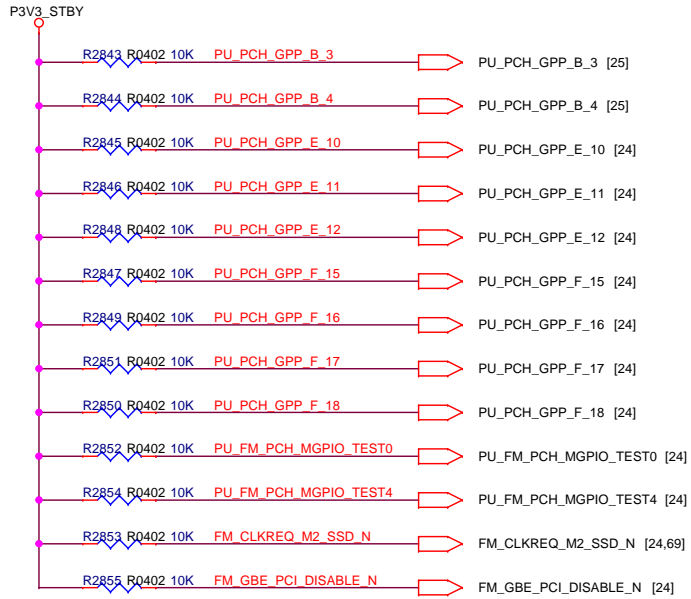 P3V3_STBY
R2843 R0402 10K PU_PCH_GPP_B_3 PU_PCH_GPP_B_3 [25]
R2844 R0402 10K PU_PCH_GPP_B_4 PU_PCH_GPP_B_4 [25]
R2845 R0402 10K PU_PCH_GPP_E_10 PU_PCH_GPP_E_10 [24]
R2846 R0402 10K PU_PCH_GPP_E_11 PU_PCH_GPP_E_11 [24]
R2848 R0402 10K PU_PCH_GPP_E_12 PU_PCH_GPP_E_12 [24]
R2847 R0402 10K PU_PCH_GPP_F_15 PU_PCH_GPP_F_15 [24]
R2849 R0402 10K PU_PCH_GPP_F_16 PU_PCH_GPP_F_16 [24]
R2851 R0402 10K PU_PCH_GPP_F_17 PU_PCH_GPP_F_17 [24]
R2850 R0402 10K PU_PCH_GPP_F_18 PU_PCH_GPP_F_18 [24]
R2852 R0402 10K PU_FM_PCH_MGPIO_TEST0 PU_FM_PCH_MGPIO_TEST0 [24]
R2854 R0402 10K PU_FM_PCH_MGPIO_TEST4 PU_FM_PCH_MGPIO_TEST4 [24]
R2853 R0402 10K FM_CLKREQ_M2_SSD_N FM_CLKREQ_M2_SSD_N [24,69]
R2855 R0402 10K FM_GBE_PCI_DISABLE_N FM_GBE_PCI_DISABLE_N [24]